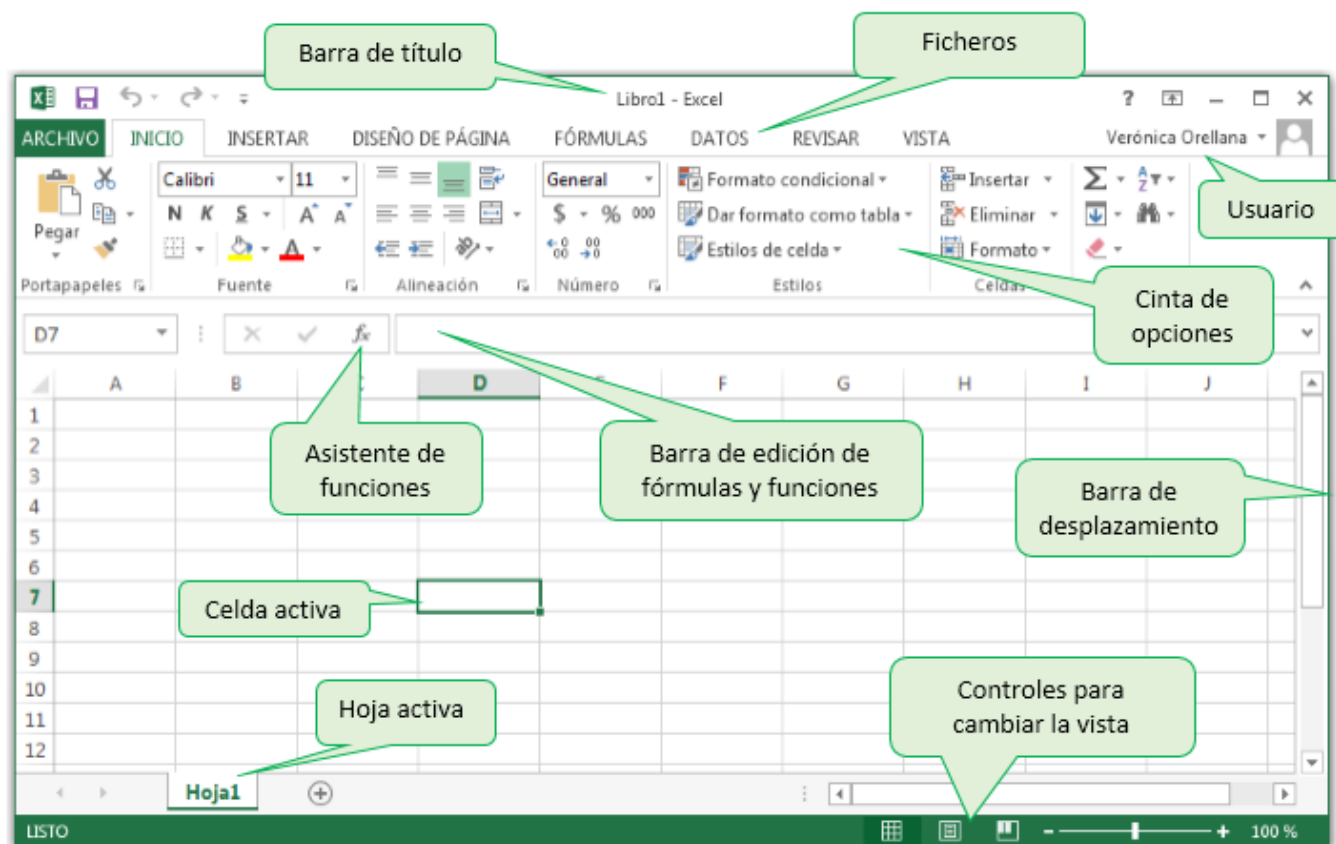 Barra de título
Ficheros
Libro1 - Excel
?
ARCHIVO INICIO INSERTAR DISEÑO DE PÁGINA FÓRMULAS DATOS REVISAR VISTA Verónica Orellana
Usuario
Calibri 11 General Formato condicional Insertar
Pegar N K S A A $ % 000 Dar formato como tabla Eliminar
A Estilos de celda Formato
Portapapeles Fuente Alineación Número Estilos Celdas
Cinta de
opciones
D7 fx
A B D F G H I J
1
2
3
4
5
6
7
8
9
10
11
12
Asistente de
funciones
Barra de edición de
fórmulas y funciones
Barra de
desplazamiento
Celda activa
Hoja activa
Controles para
cambiar la vista
Hoja1
LISTO 100 %